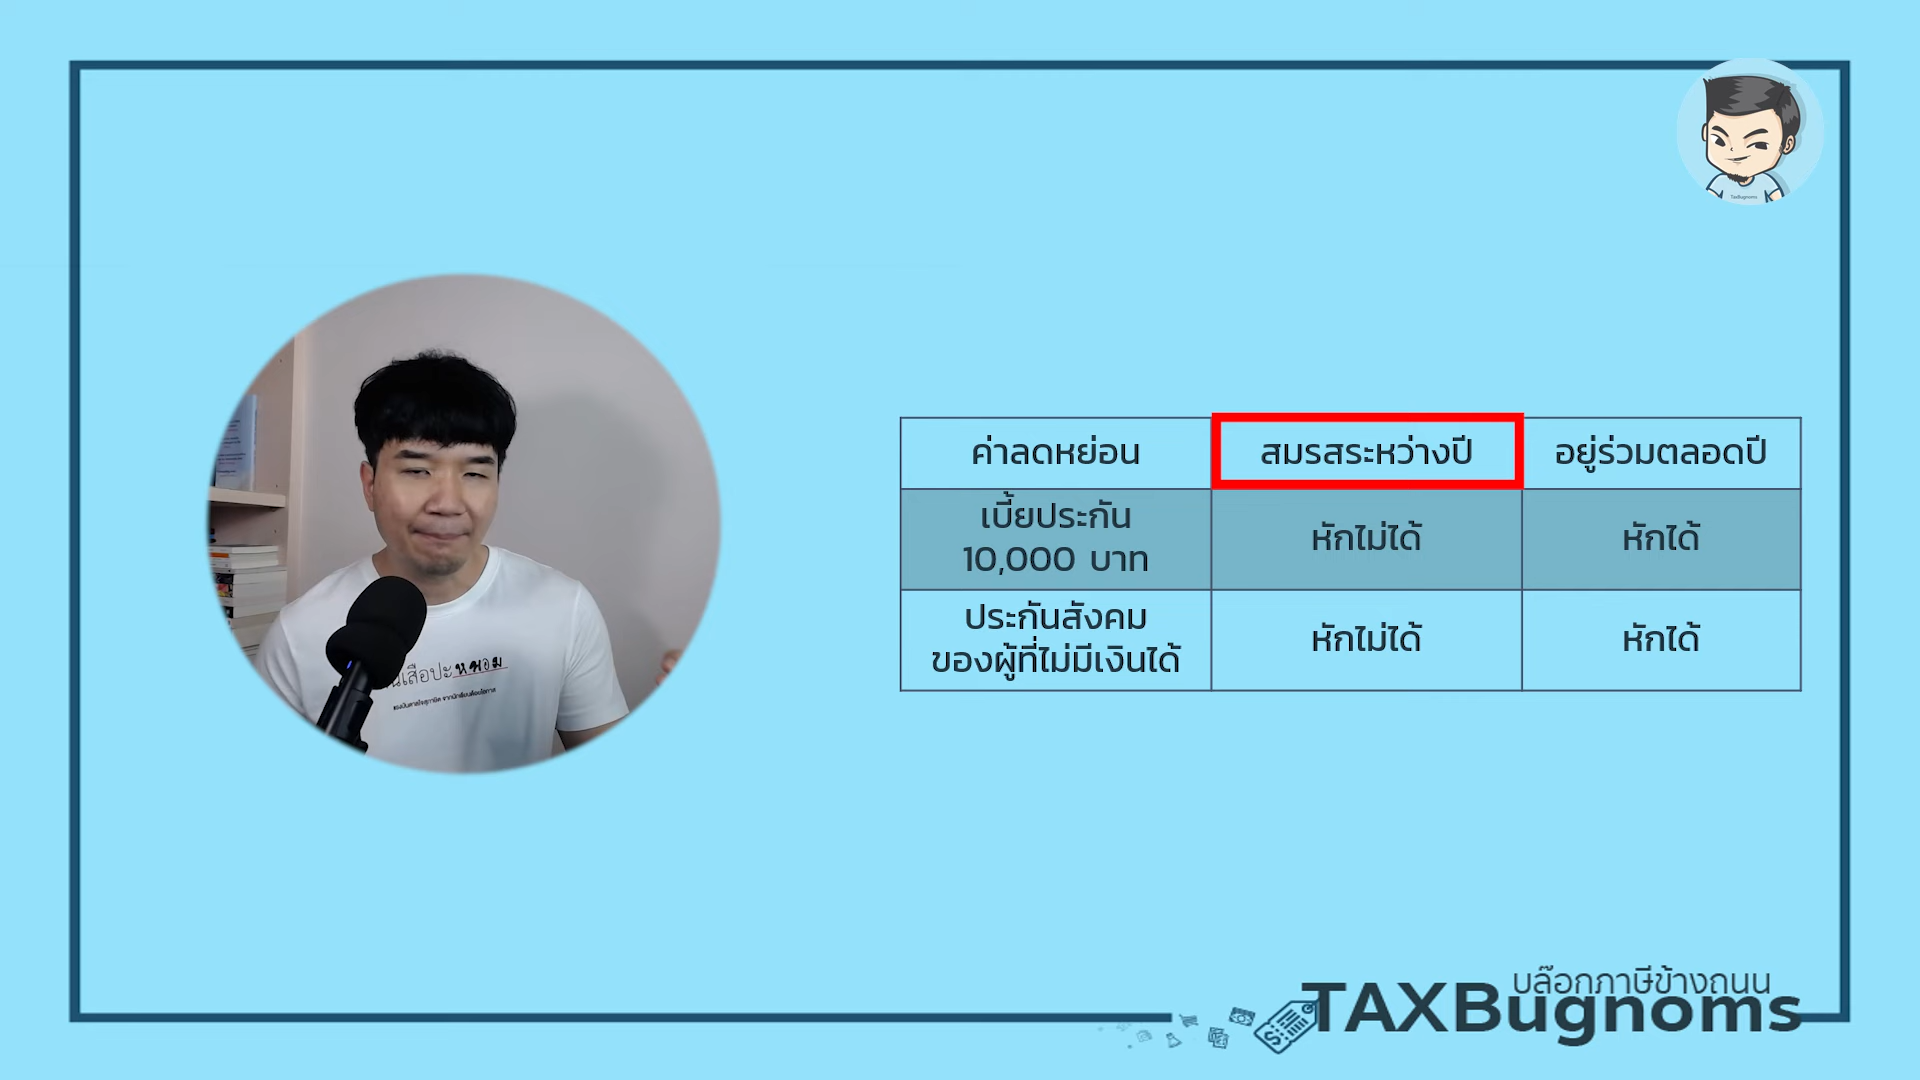 ค่าลดหย่อน สมรสระหว่างปี อยู่ร่วมตลอดปี
เบี้ยประกัน
10,000 บาท หักไม่ได้ หักได้
ประกันสังคม
ของผู้ที่ไม่มีเงินได้ หักไม่ได้ หักได้
บล๊อกภาษีข้างถนน
TAXBugnoms
TaxBugnoms